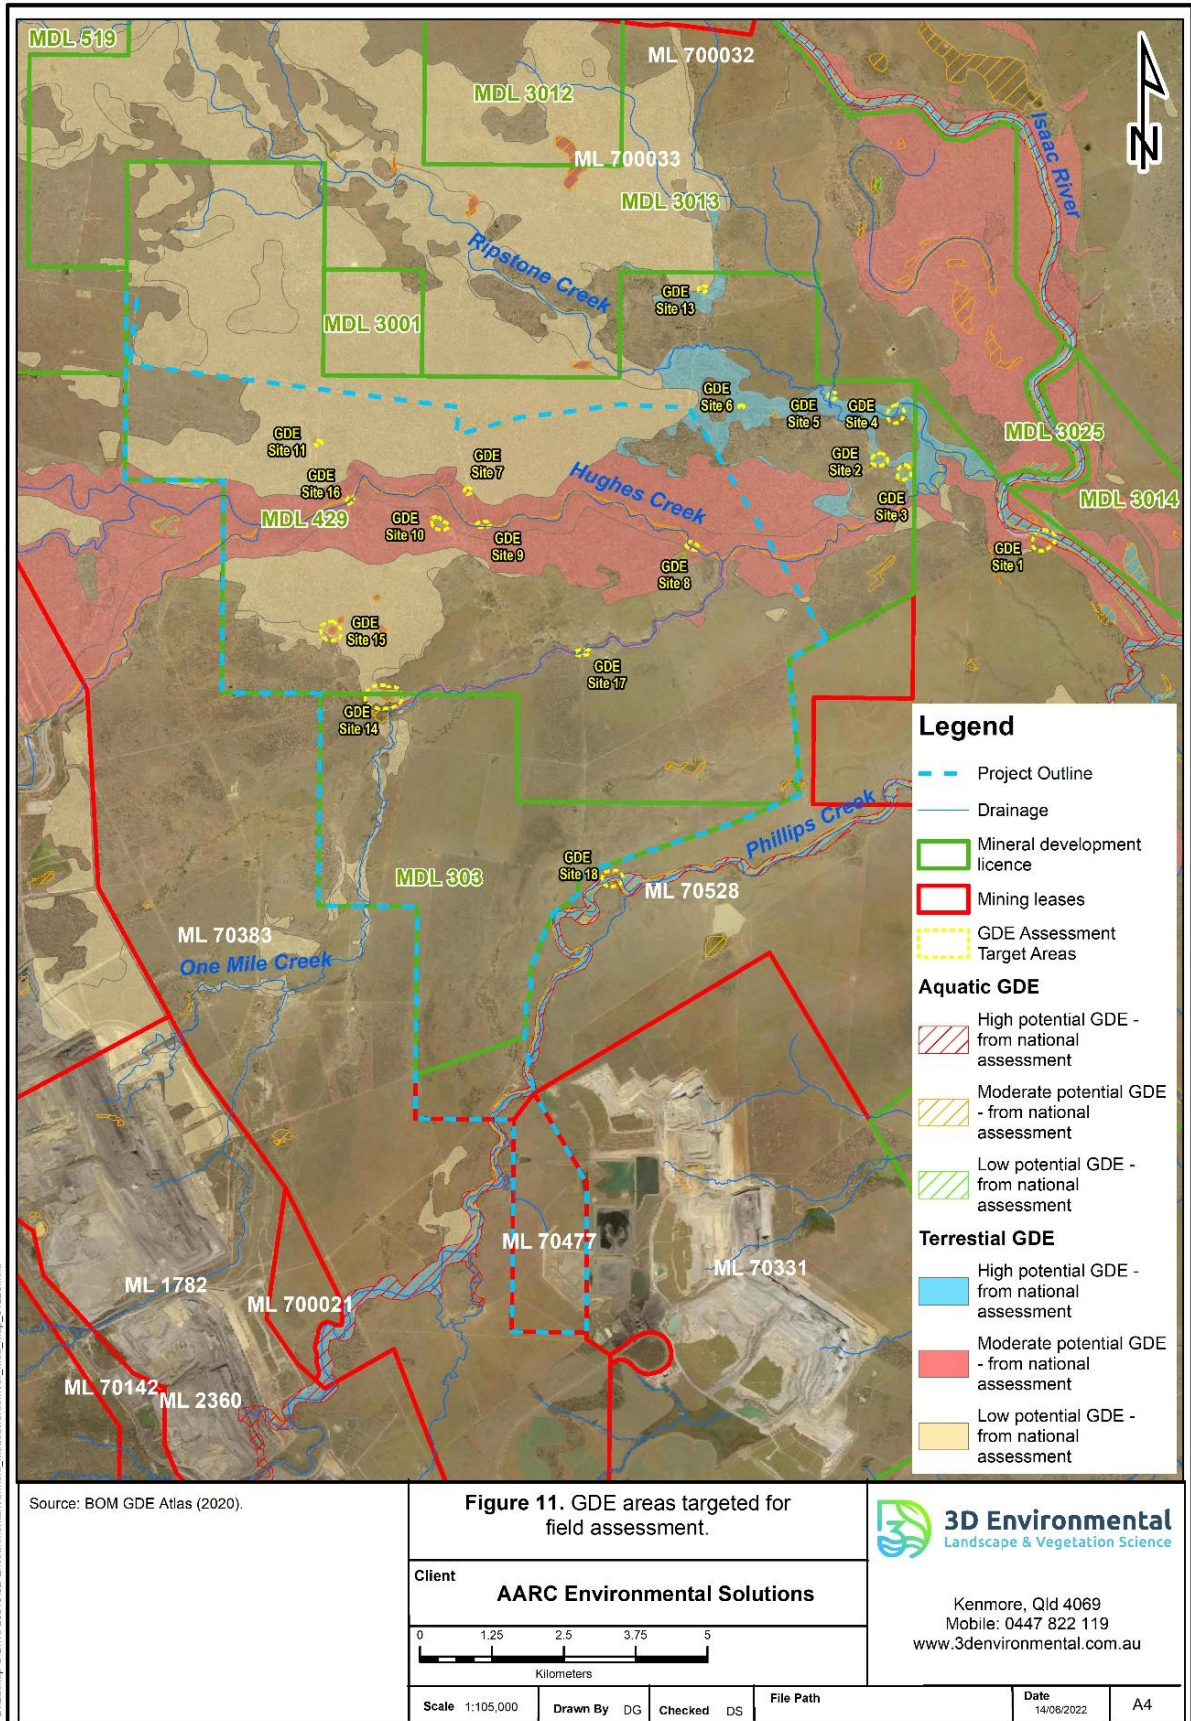 MDL 519
ML 700032
MDL 3012
ML 700033
MDL 3013
Isaac River
N
Ripstone Creek
GDE
Site 13
MDL 3001
GDE
Site 6
GDE
Site 5
GDE
Site 4
MDL 3025
GDE
Site 11
GDE
Site 7
GDE
Site 2
GDE
Site 16
Hughes Creek
MDL 3014
MDL 429
GDE
Site 10
GDE
Site 9
GDE
Site 3
GDE
Site 8
GDE
Site 1
GDE
Site 15
GDE
Site 17
GDE
Site 14
Phillips Creek
GDE
Site 18
MDL 303
ML 70528
ML 70383
One Mile Creek
ML 70477
ML 70331
ML 1782
ML 700021
ML 70142
ML 2360
Legend
Project Outline
Drainage
Mineral development
licence
Mining leases
GDE Assessment
Target Areas
Aquatic GDE
High potential GDE -
from national
assessment
Moderate potential GDE
- from national
assessment
Low potential GDE -
from national
assessment
Terrestial GDE
High potential GDE -
from national
assessment
Moderate potential GDE
- from national
assessment
Low potential GDE -
from national
assessment
Source: BOM GDE Atlas (2020).
Figure 11. GDE areas targeted for
field assessment.
Client
AARC Environmental Solutions
0 1.25 2.5 3.75 5
Kilometers
Scale 1:105,000
Drawn By DG
Checked DS
File Path
Date
14/06/2022
A4
3D Environmental
Landscape & Vegetation Science
Kenmore, Qld 4069
Mobile: 0447 822 119
www.3denvironmental.com.au